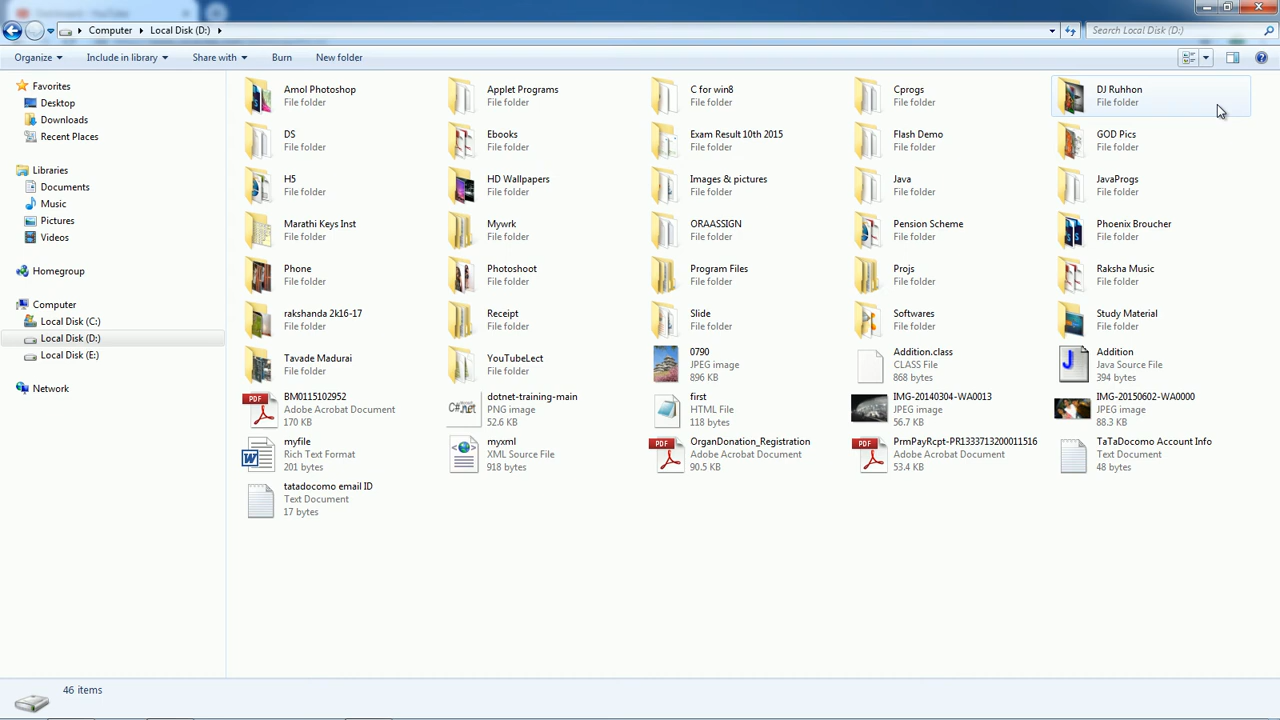 Computer Local Disk (D:)
Search Local Disk (D:)
Organize Include in library Share with Burn New folder
Favorites
Desktop
Downloads
Recent Places
Libraries
Documents
Music
Pictures
Videos
Homegroup
Computer
Local Disk (C:)
Local Disk (D:)
Local Disk (E:)
Network
Amol Photoshop
File folder
Applet Programs
File folder
C for win8
File folder
Cprogs
File folder
DJ Ruhhon
File folder
DS
File folder
Ebooks
File folder
Exam Result 10th 2015
File folder
Flash Demo
File folder
GOD Pics
File folder
H5
File folder
HD Wallpapers
File folder
Images & pictures
File folder
Java
File folder
JavaProgs
File folder
Marathi Keys Inst
File folder
Mywrk
File folder
ORAASSIGN
File folder
Pension Scheme
File folder
Phoenix Broucher
File folder
Phone
File folder
Photoshoot
File folder
Program Files
File folder
Projs
File folder
Raksha Music
File folder
rakshanda 2k16-17
File folder
Receipt
File folder
Slide
File folder
Softwares
File folder
Study Material
File folder
Tavade Madurai
File folder
YouTubeLect
File folder
0790
JPEG image
896 KB
Addition.class
CLASS File
868 bytes
Addition
Java Source File
394 bytes
BM0115102952
Adobe Acrobat Document
170 KB
dotnet-training-main
PNG image
52.6 KB
first
HTML File
118 bytes
IMG-20140304-WA0013
JPEG image
56.7 KB
IMG-20150602-WA0000
JPEG image
88.3 KB
myfile
Rich Text Format
201 bytes
myxml
XML Source File
918 bytes
OrganDonation_Registration
Adobe Acrobat Document
90.5 KB
PrmPayRcpt-PR1333713200011516
Adobe Acrobat Document
53.4 KB
TaTaDocomo Account Info
Text Document
48 bytes
tatadocomo email ID
Text Document
17 bytes
46 items